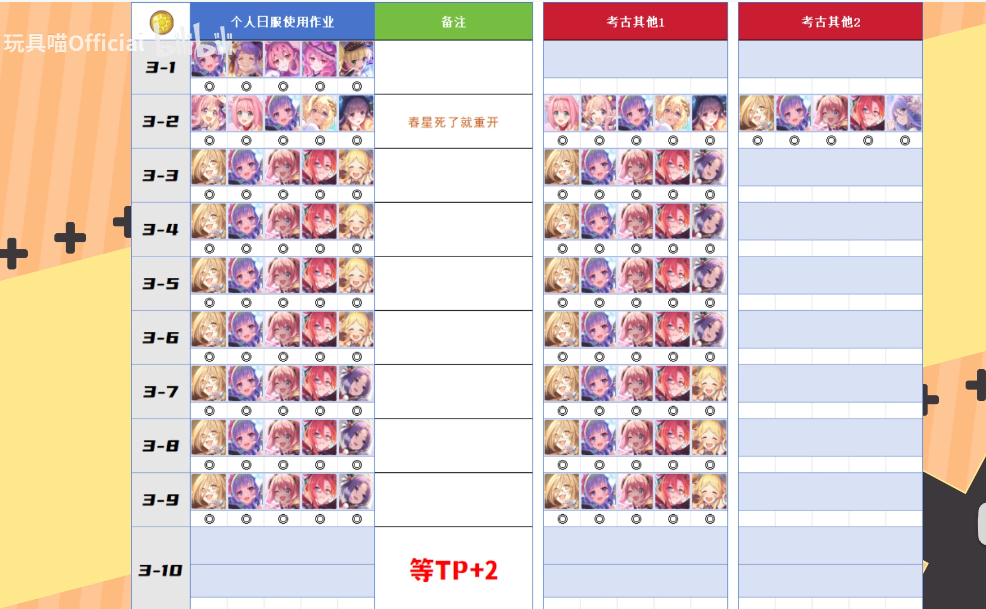 玩具喵Official
bilibili
个人日服使用作业 备注 考古其他1 考古其他2
3-1
◎ ◎ ◎ ◎ ◎
3-2 春星死了就重开
◎ ◎ ◎ ◎ ◎ ◎ ◎ ◎ ◎ ◎ ◎ ◎ ◎ ◎ ◎
3-3
◎ ◎ ◎ ◎ ◎ ◎ ◎ ◎ ◎ ◎
3-4
◎ ◎ ◎ ◎ ◎ ◎ ◎ ◎ ◎ ◎
3-5
◎ ◎ ◎ ◎ ◎ ◎ ◎ ◎ ◎ ◎
3-6
◎ ◎ ◎ ◎ ◎ ◎ ◎ ◎ ◎ ◎
3-7
◎ ◎ ◎ ◎ ◎ ◎ ◎ ◎ ◎ ◎
3-8
◎ ◎ ◎ ◎ ◎ ◎ ◎ ◎ ◎ ◎
3-9
◎ ◎ ◎ ◎ ◎ ◎ ◎ ◎ ◎ ◎
3-10 等TP+2